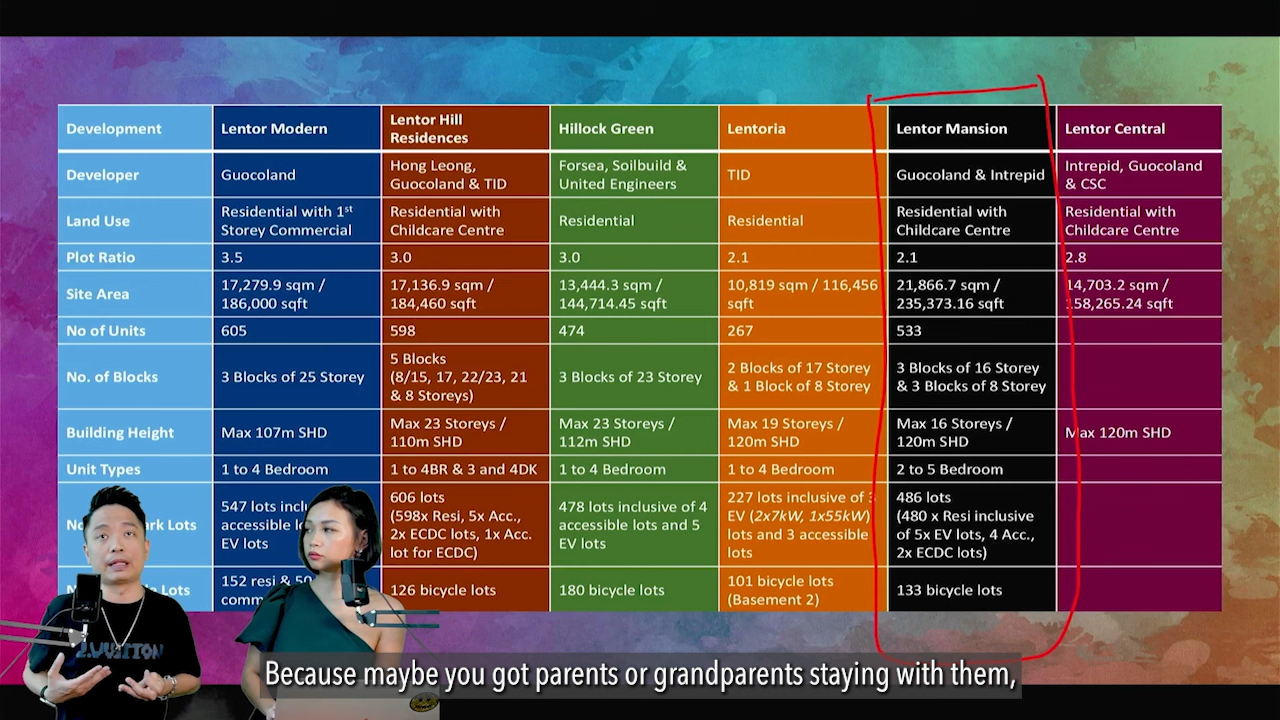 Development
Lentor Modern
Lentor Hill
Residences
Hillock Green
Lentoria
Lentor Mansion
Lentor Central
Developer
Guocoland
Hong Leong,
Guocoland & TID
Forsea, Soilbuild &
United Engineers
TID
Guocoland & Intrepid
Intrepid, Guocoland
& CSC
Land Use
Residential with 1st
Storey Commercial
Residential with
Childcare Centre
Residential
Residential
Residential with
Childcare Centre
Residential with
Childcare Centre
Plot Ratio
3.5
3.0
3.0
2.1
2.1
2.8
Site Area
17,279.9 sqm /
186,000 sqft
17,136.9 sqm /
184,460 sqft
13,444.3 sqm /
144,714.45 sqft
10,819 sqm / 116,456
sqft
21,866.7 sqm /
235,373.16 sqft
14,703.2 sqm /
158,265.24 sqft
No of Units
605
598
474
267
533
No. of Blocks
3 Blocks of 25 Storey
5 Blocks
(8/15, 17, 22/23, 21
& 8 Storeys)
3 Blocks of 23 Storey
2 Blocks of 17 Storey
& 1 Block of 8 Storey
3 Blocks of 16 Storey
& 3 Blocks of 8 Storey
Building Height
Max 107m SHD
Max 23 Storeys /
110m SHD
Max 23 Storeys /
112m SHD
Max 19 Storeys /
120m SHD
Max 16 Storeys /
120m SHD
Max 120m SHD
Unit Types
1 to 4 Bedroom
1 to 4BR & 3 and 4DK
1 to 4 Bedroom
1 to 4 Bedroom
2 to 5 Bedroom
Lots
547 lots
accessible
EV lots
606 lots
(598x Resi, 5x Acc.,
2x ECDC lots, 1x Acc.
lot for ECDC)
478 lots inclusive of 4
accessible lots and 5
EV lots
227 lots inclusive of 3
EV (2x7kW, 1x55kW)
lots and 3 accessible
lots
486 lots
(480 x Resi inclusive
of 5x EV lots, 4 Acc.,
2x ECDC lots)
Lots
152 resi & 50
126 bicycle lots
180 bicycle lots
101 bicycle lots
(Basement 2)
133 bicycle lots
Because maybe you got parents or grandparents staying with them,